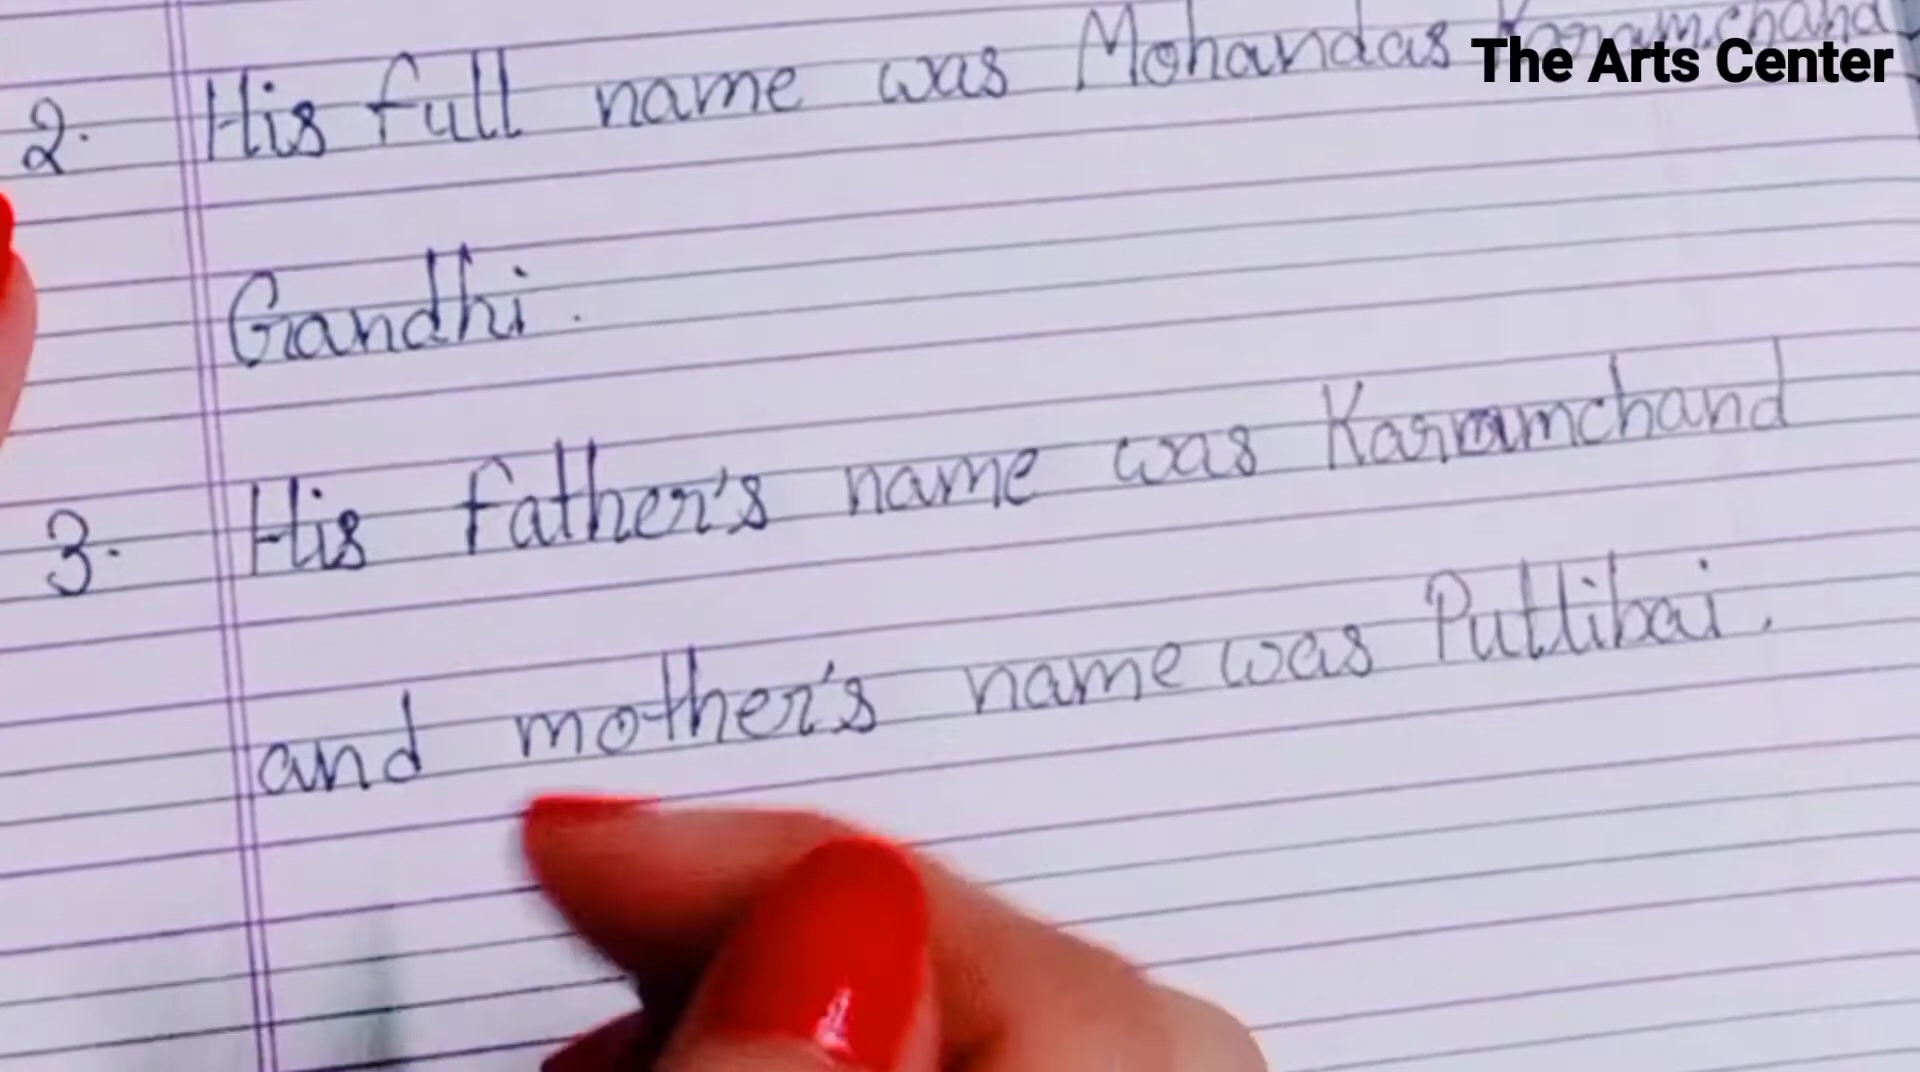 The Arts Center
2. His full name was Mohandas Karamchand
Gandhi.
3. His father's name was Karamchand
and mother's name was Putlibai.